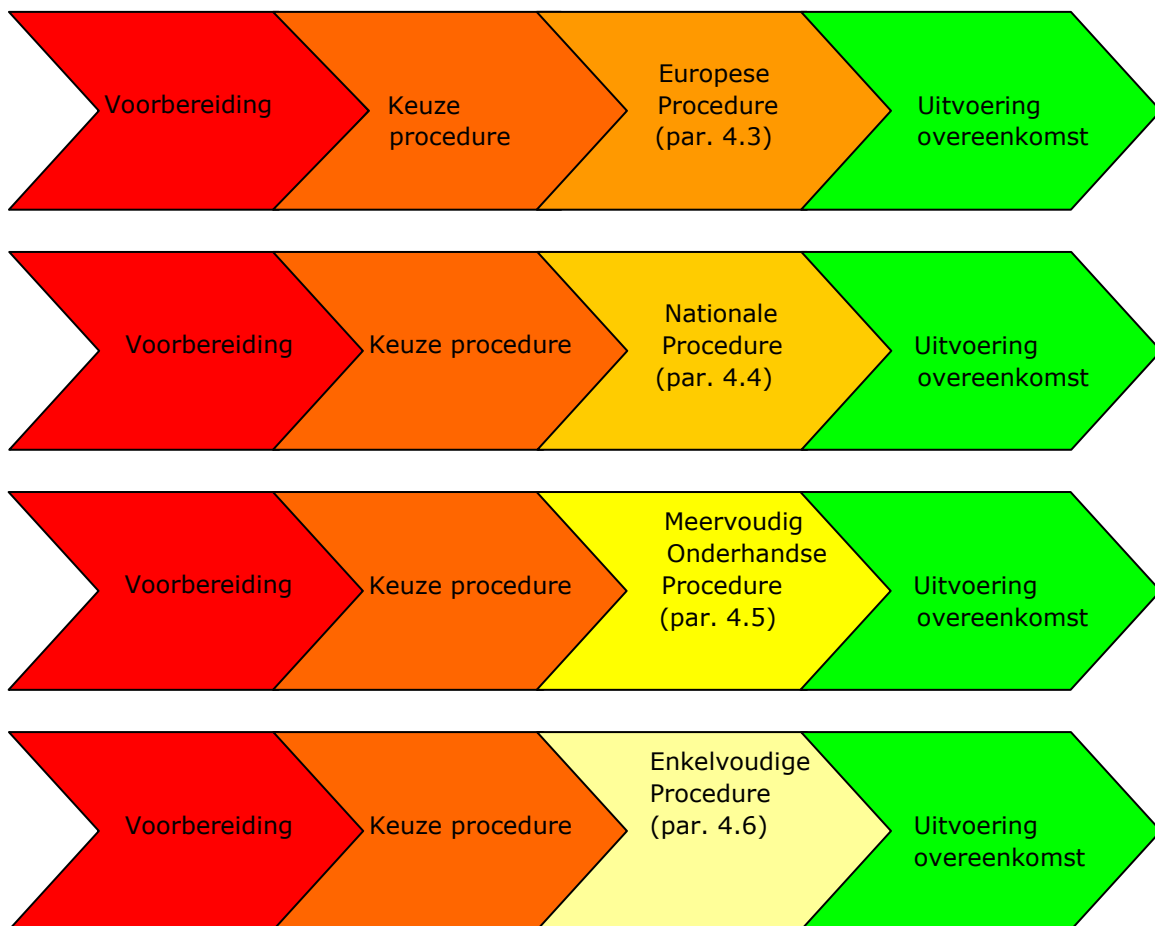 Voorbereiding
Keuze
procedure
Europese
Procedure
(par. 4.3)
Uitvoering
overeenkomst
Voorbereiding
Keuze procedure
Nationale
Procedure
(par. 4.4)
Uitvoering
overeenkomst
Voorbereiding
Keuze procedure
Meervoudig
Onderhandse
Procedure
(par. 4.5)
Uitvoering
overeenkomst
Voorbereiding
Keuze procedure
Enkelvoudige
Procedure
(par. 4.6)
Uitvoering
overeenkomst